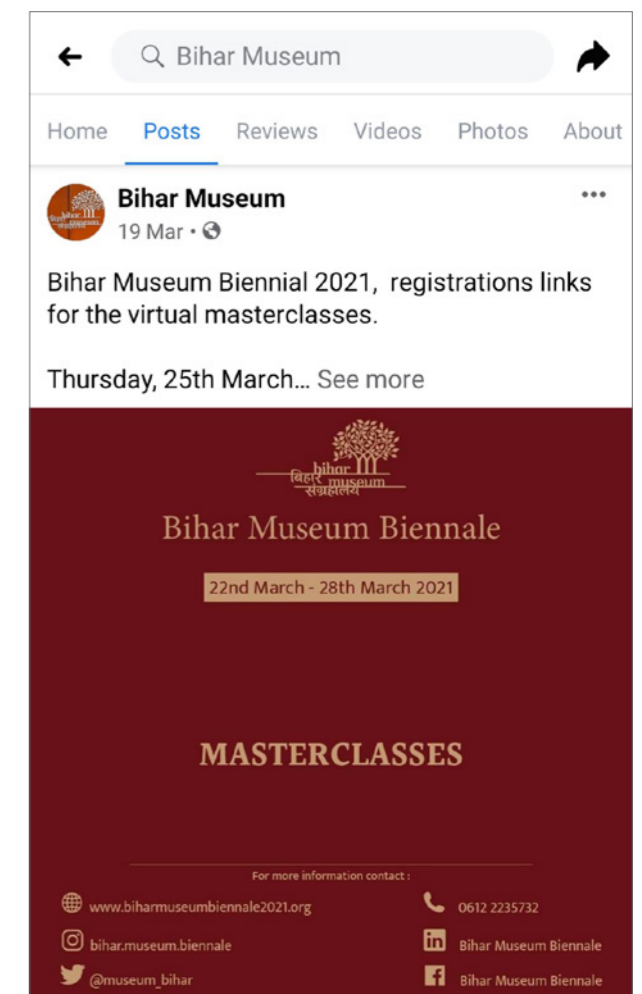 Bihar Museum
Home Posts Reviews Videos Photos About
Bihar Museum
19 Mar •
Bihar Museum Biennial 2021, registrations links
for the virtual masterclasses.
Thursday, 25th March... See more
bihar
बिहार museum
संग्रहालय
Bihar Museum Biennale
22nd March - 28th March 2021
MASTERCLASSES
For more information contact :
www.biharmuseumbiennale2021.org
0612 2235732
bihar.museum.biennale
Bihar Museum Biennale
@museum_bihar
Bihar Museum Biennale